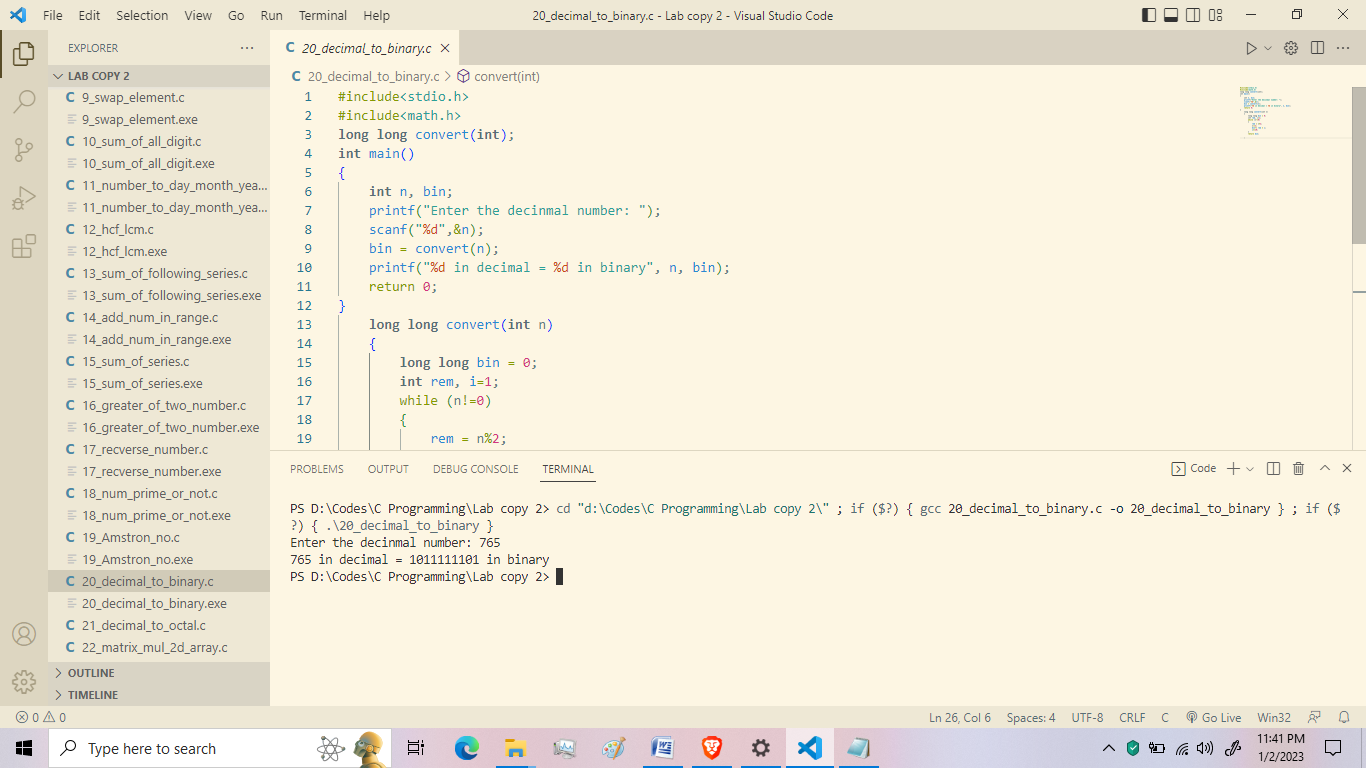 File Edit Selection View Go Run Terminal Help 20_decimal_to_binary.c - Lab copy 2 - Visual Studio Code
EXPLORER
LAB COPY 2
9_swap_element.c
9_swap_element.exe
10_sum_of_all_digit.c
10_sum_of_all_digit.exe
11_number_to_day_month_yea...
11_number_to_day_month_yea...
12_hcf_lcm.c
12_hcf_lcm.exe
13_sum_of_following_series.c
13_sum_of_following_series.exe
14_add_num_in_range.c
14_add_num_in_range.exe
15_sum_of_series.c
15_sum_of_series.exe
16_greater_of_two_number.c
16_greater_of_two_number.exe
17_recverse_number.c
17_recverse_number.exe
18_num_prime_or_not.c
18_num_prime_or_not.exe
19_Amstron_no.c
19_Amstron_no.exe
20_decimal_to_binary.c
20_decimal_to_binary.exe
21_decimal_to_octal.c
22_matrix_mul_2d_array.c
OUTLINE
TIMELINE
C 20_decimal_to_binary.c
C 20_decimal_to_binary.c > convert(int)
1 #include<stdio.h>
2 #include<math.h>
3 long long convert(int);
4 int main()
5 {
6 int n, bin;
7 printf("Enter the decinmal number: ");
8 scanf("%d",&n);
9 bin = convert(n);
10 printf("%d in decimal = %d in binary", n, bin);
11 return 0;
12 }
13 long long convert(int n)
14 {
15 long long bin = 0;
16 int rem, i=1;
17 while (n!=0)
18 {
19 rem = n%2;
PROBLEMS OUTPUT DEBUG CONSOLE TERMINAL Code
PS D:\Codes\C Programming\Lab copy 2> cd "d:\Codes\C Programming\Lab copy 2\" ; if ($?) { gcc 20_decimal_to_binary.c -o 20_decimal_to_binary } ; if ($
?) { .\20_decimal_to_binary }
Enter the decinmal number: 765
765 in decimal = 1011111101 in binary
PS D:\Codes\C Programming\Lab copy 2>
0 0 Ln 26, Col 6 Spaces: 4 UTF-8 CRLF C Go Live Win32
Type here to search
11:41 PM
1/2/2023